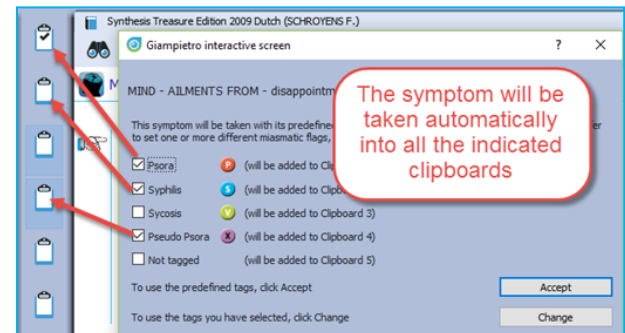 Synthesis Treasure Edition 2009 Dutch (SCHROYENS F.)
Giampietro interactive screen ? X
M
MIND - AILMENTS FROM - disappointm
The symptom will be
taken automatically
into all the indicated
clipboards
This symptom will be taken with its predefine
to set one or more different miasmatic flags,
Psora P (will be added to Cli
Syphilis S (will be added to Clipb
Sycosis Y (will be added to Clipboard 3)
Pseudo Psora X (will be added to Clipboard 4)
Not tagged (will be added to Clipboard 5)
To use the predefined tags, click Accept Accept
To use the tags you have selected, click Change Change